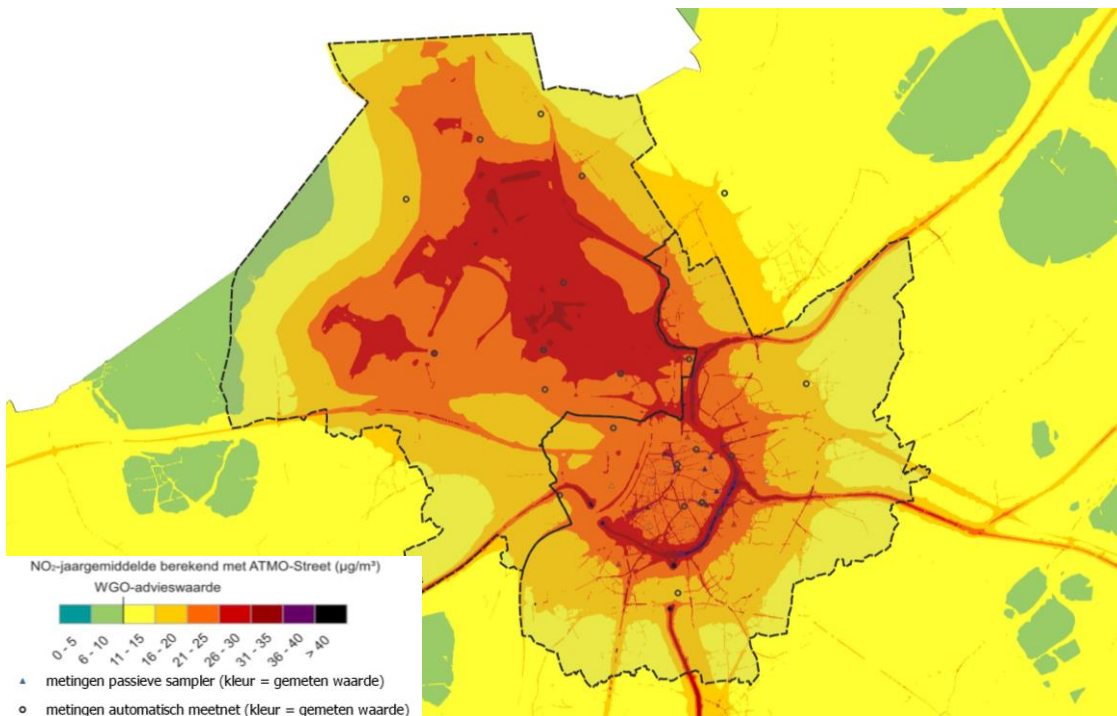 NO₂-jaargemiddelde berekend met ATMO-Street (µg/m³)
WGO-advieswaarde
0 - 5
6 - 10
11 - 15
16 - 20
21 - 25
26 - 30
31 - 35
36 - 40
> 40
metingen passieve sampler (kleur = gemeten waarde)
metingen automatisch meetnet (kleur = gemeten waarde)